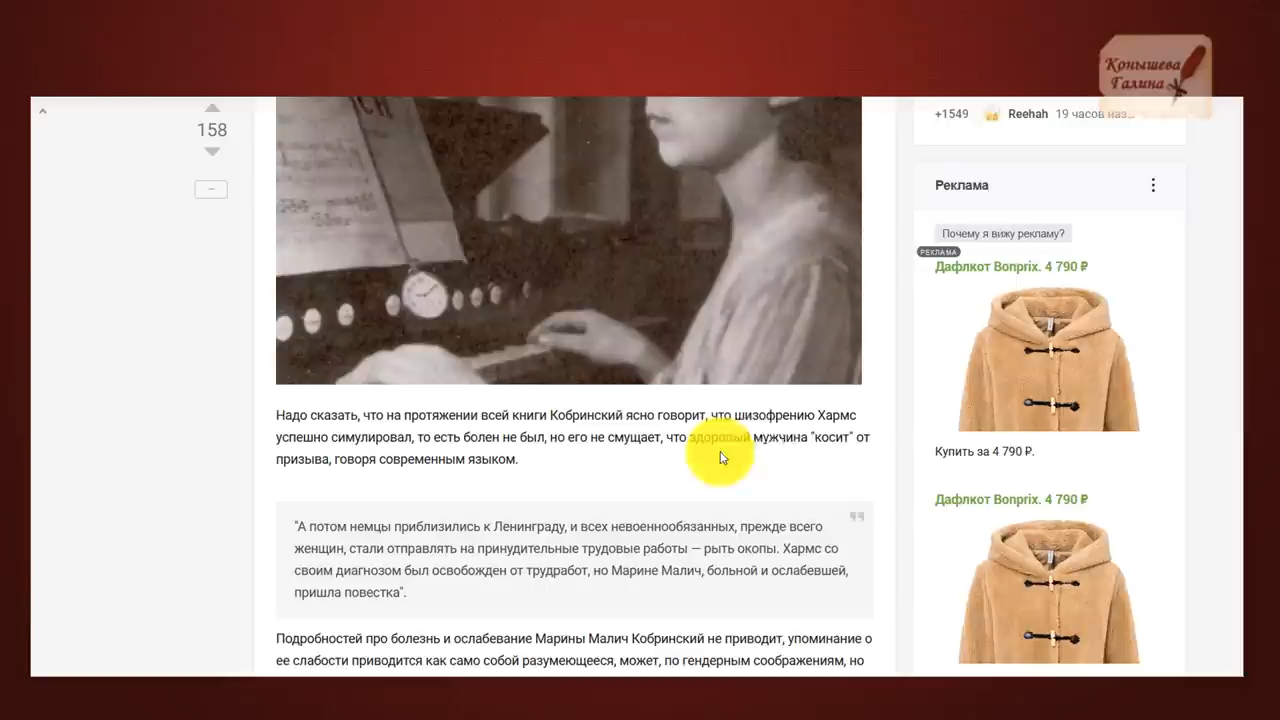 Конышева
Галина
158
+1549 Reehah 19 часов наз...
Реклама
Почему я вижу рекламу?
РЕКЛАМА
Дафлкот Bonprix. 4 790 ₽
Купить за 4 790 ₽.
Дафлкот Bonprix. 4 790 ₽
Надо сказать, что на протяжении всей книги Кобринский ясно говорит, что шизофрению Хармс
успешно симулировал, то есть болен не был, но его не смущает, что здоровый мужчина "косит" от
призыва, говоря современным языком.
"А потом немцы приблизились к Ленинграду, и всех невоеннообязанных, прежде всего
женщин, стали отправлять на принудительные трудовые работы — рыть окопы. Хармс со
своим диагнозом был освобожден от трудработ, но Марине Малич, больной и ослабевшей,
пришла повестка".
Подробностей про болезнь и ослабевание Марины Малич Кобринский не приводит, упоминание о
ее слабости приводится как само собой разумеющееся, может, по гендерным соображениям, но